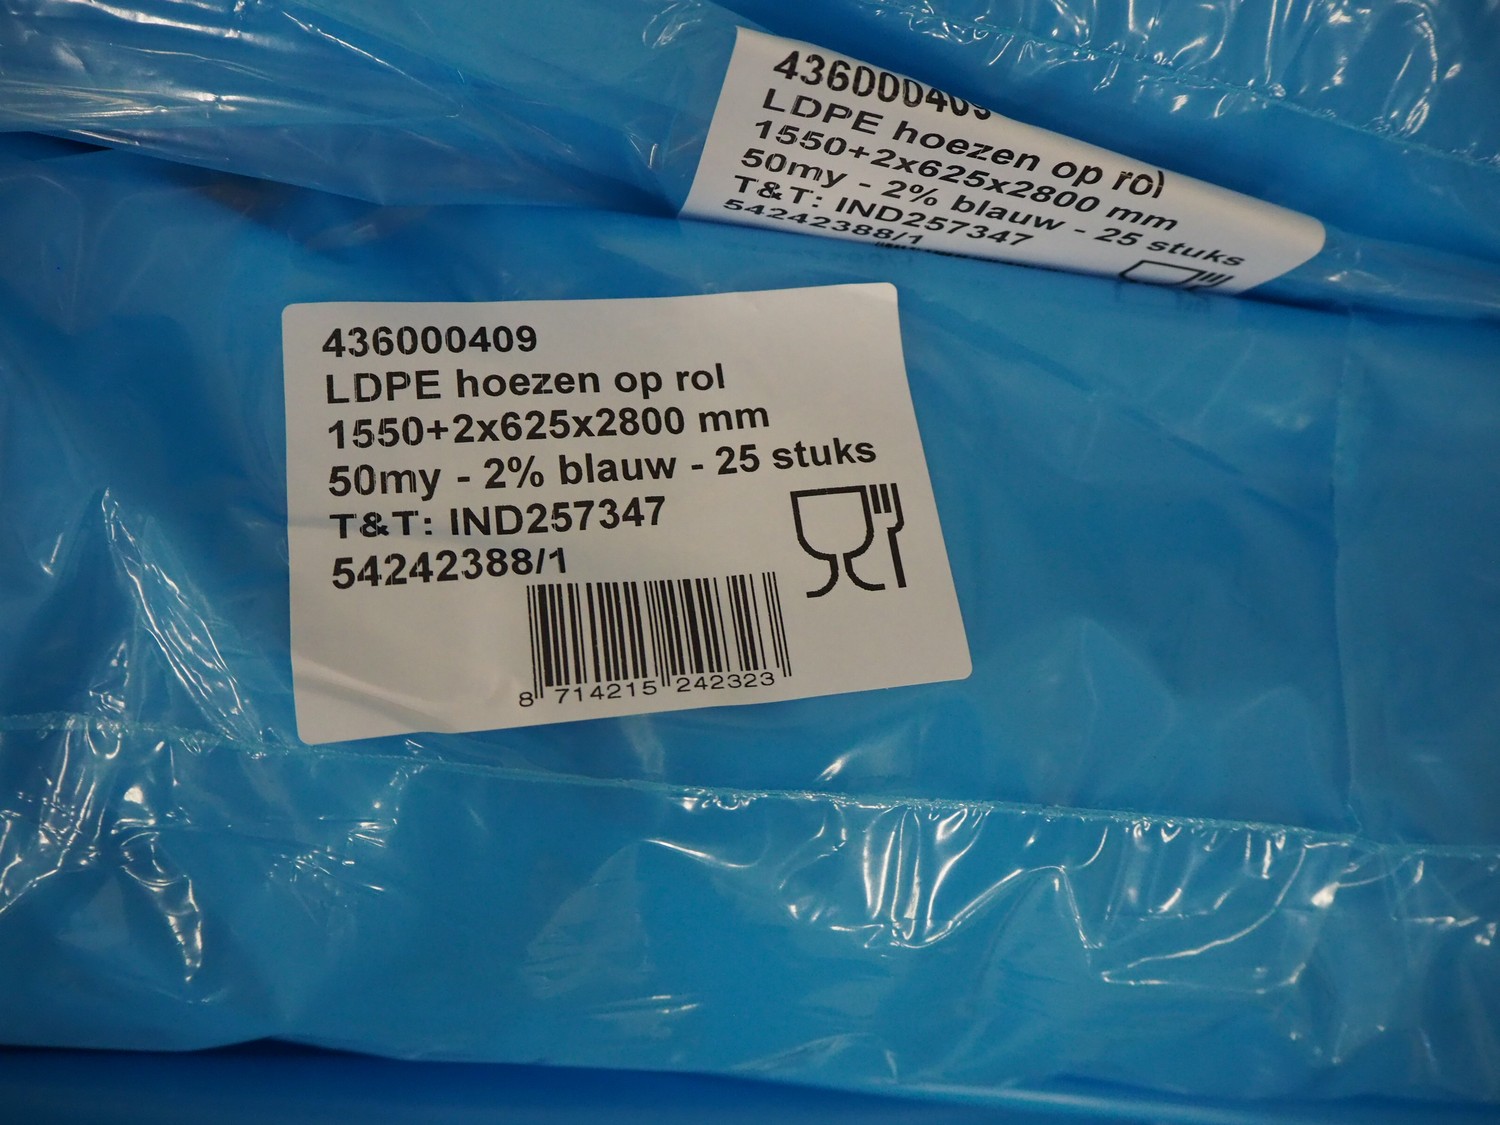 436000409
LDPE hoezen op rol
1550+2x625x2800 mm
50my - 2% blauw - 25 stuks
T&T: IND257347
54242388/1
436000409
LDPE hoezen op rol
1550+2x625x2800 mm
50my - 2% blauw - 25 stuks
T&T: IND257347
54242388/1
8 714215 242323